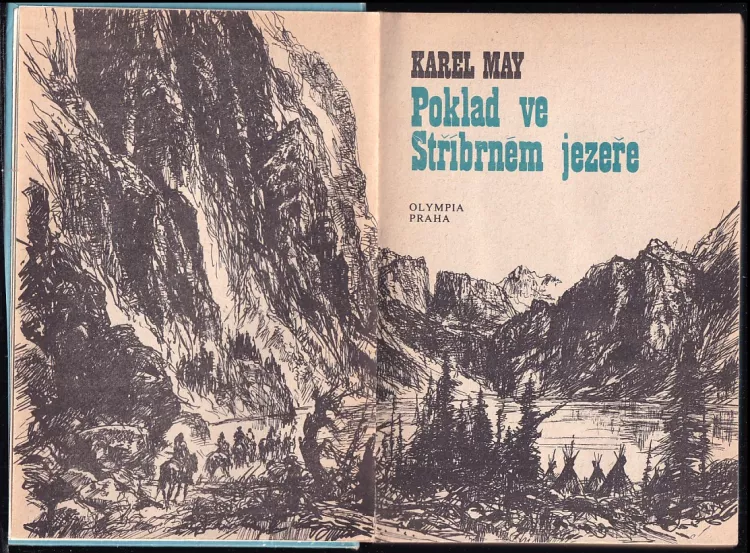 KAREL MAY
Poklad ve
Stříbrném jezeře
OLYMPIA
PRAHA